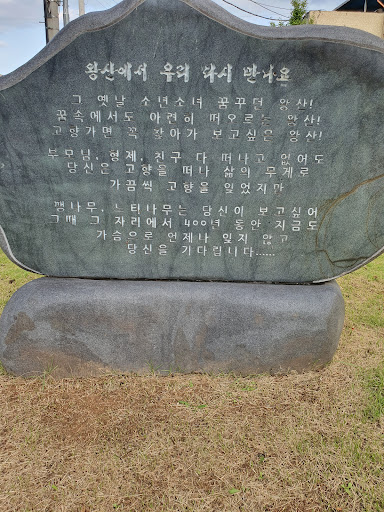 왕산에서 우리 다시 만나요
그 옛날 소년소녀 꿈꾸던 왕산!
꿈속에서도 아련히 떠오르는 왕산!
고향가면 꼭 찾아가 보고싶은 왕산!
부모님, 형제, 친구 다 떠나고 없어도
당신은 고향을 떠나 삶의 무게로
가끔씩 고향을 잊었지만
팽나무, 느티나무는 당신이 보고싶어
그때 그 자리에서 400년 동안 지금도
가슴으로 언제나 잊지 않고
당신을 기다립니다......